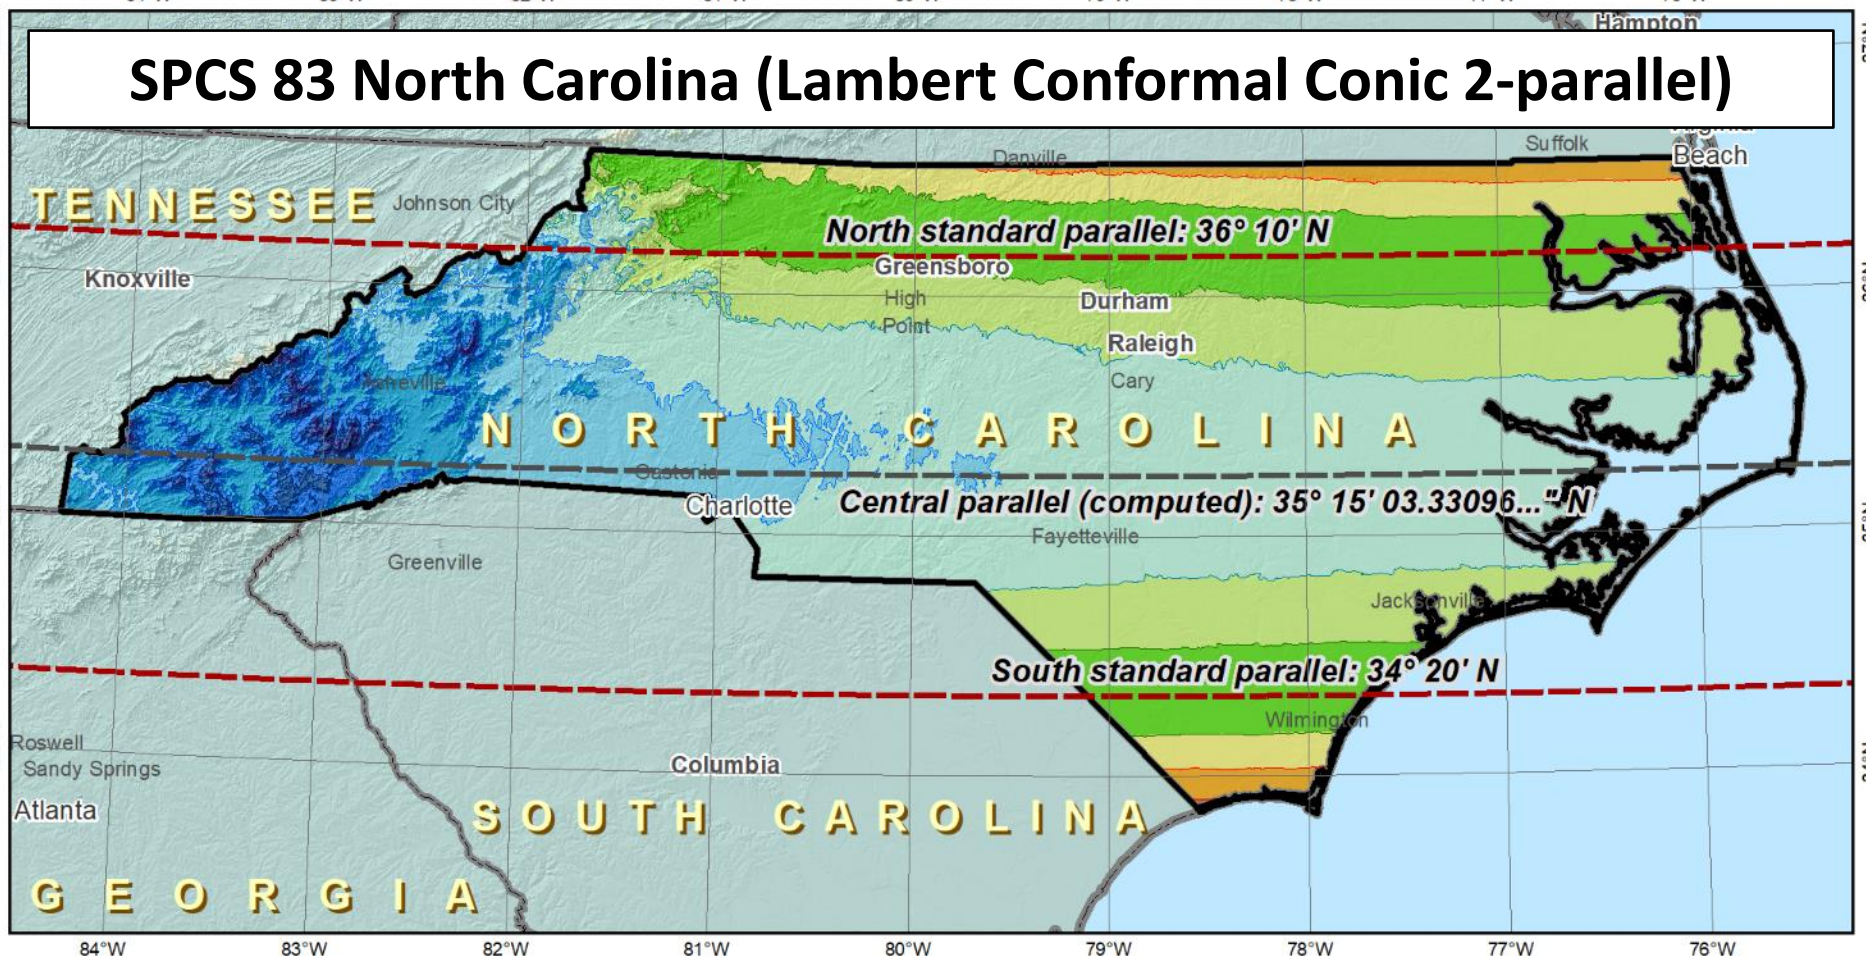 Hampton
SPCS 83 North Carolina (Lambert Conformal Conic 2-parallel)
Danville
Suffolk
Beach
TENNESSEE
Johnson City
North standard parallel: 36° 10' N
Knoxville
Greensboro
High
Point
Durham
Raleigh
Cary
Asheville
NORTH CAROLINA
Gastonia
Charlotte
Central parallel (computed): 35° 15' 03.33096..." N
Fayetteville
Greenville
Jacksonville
South standard parallel: 34° 20' N
Wilmington
Roswell
Sandy Springs
Columbia
Atlanta
SOUTH CAROLINA
GEORGIA
84°W 83°W 82°W 81°W 80°W 79°W 78°W 77°W 76°W